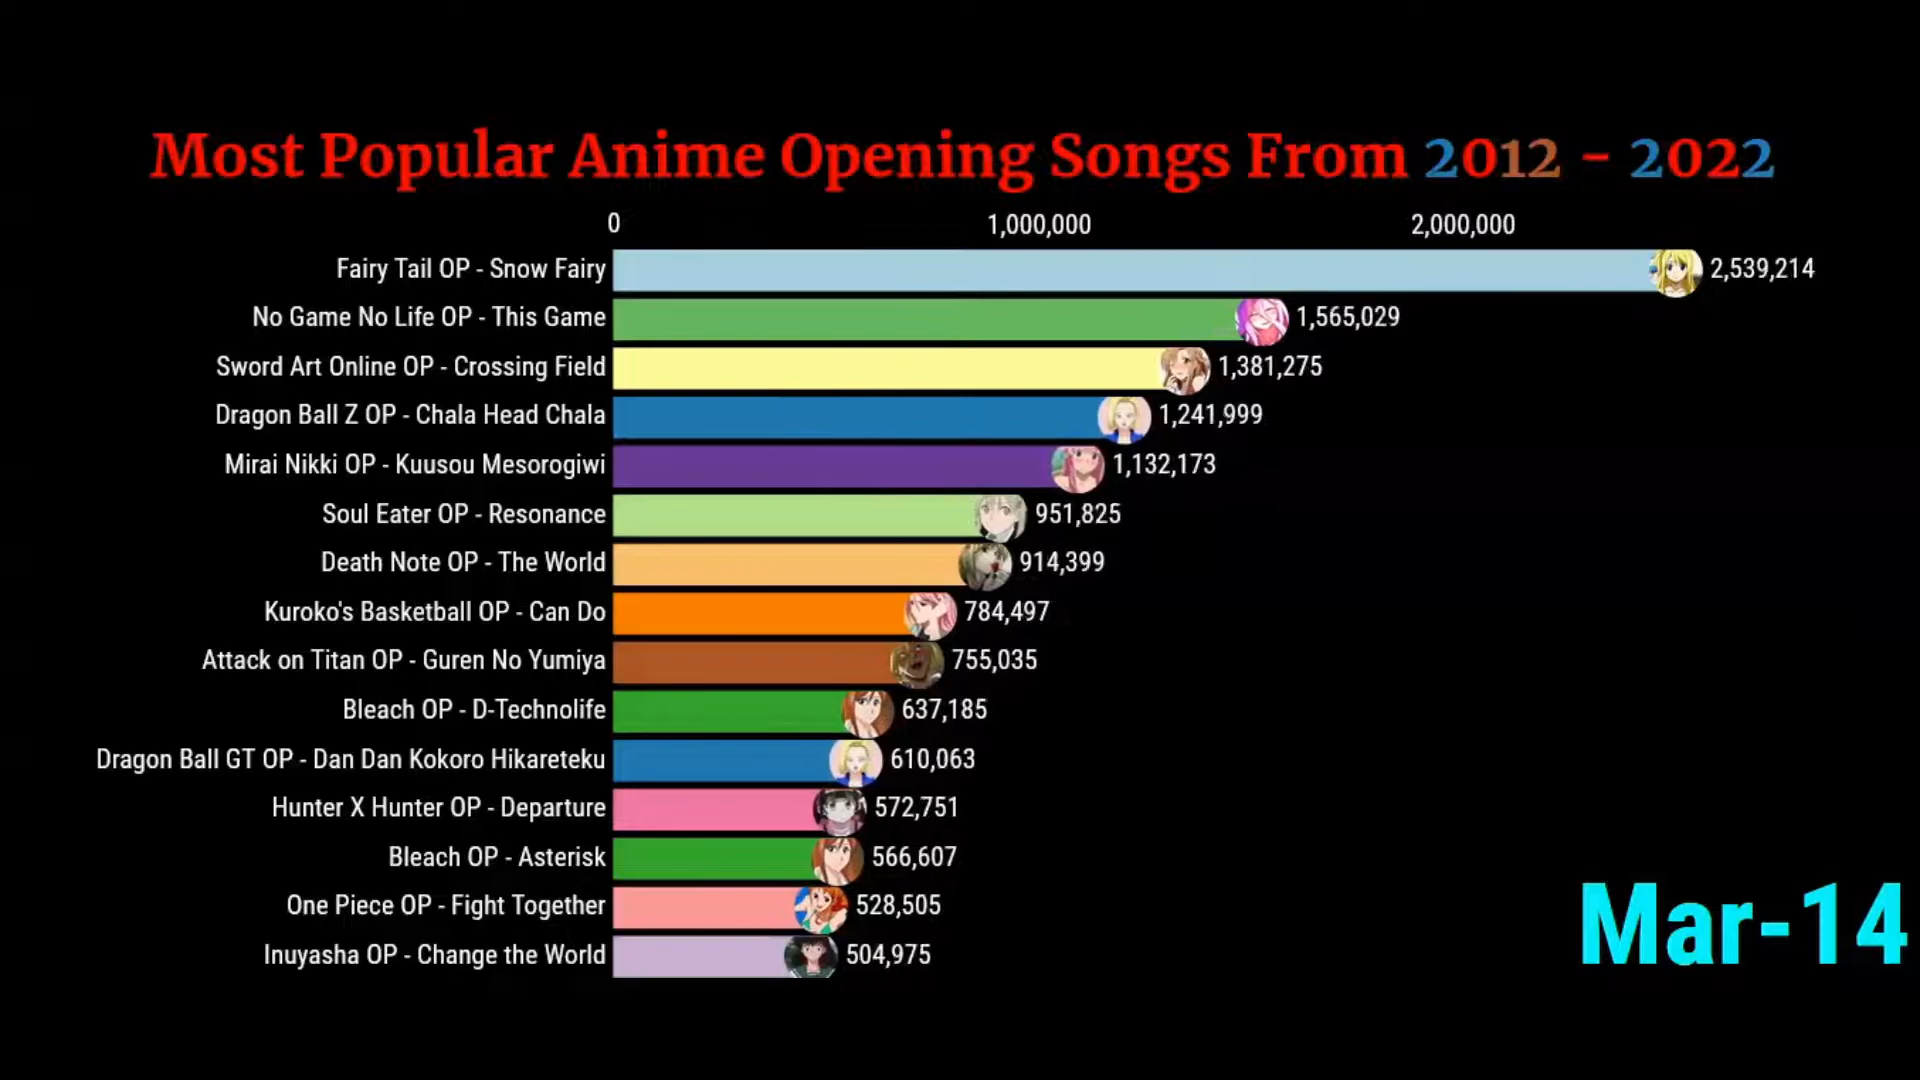 Most Popular Anime Opening Songs From 2012 - 2022
0 1,000,000 2,000,000
Fairy Tail OP - Snow Fairy 2,539,214
No Game No Life OP - This Game 1,565,029
Sword Art Online OP - Crossing Field 1,381,275
Dragon Ball Z OP - Chala Head Chala 1,241,999
Mirai Nikki OP - Kuusou Mesorogiwi 1,132,173
Soul Eater OP - Resonance 951,825
Death Note OP - The World 914,399
Kuroko's Basketball OP - Can Do 784,497
Attack on Titan OP - Guren No Yumiya 755,035
Bleach OP - D-Technolife 637,185
Dragon Ball GT OP - Dan Dan Kokoro Hikareteku 610,063
Hunter X Hunter OP - Departure 572,751
Bleach OP - Asterisk 566,607
One Piece OP - Fight Together 528,505
Inuyasha OP - Change the World 504,975
Mar-14